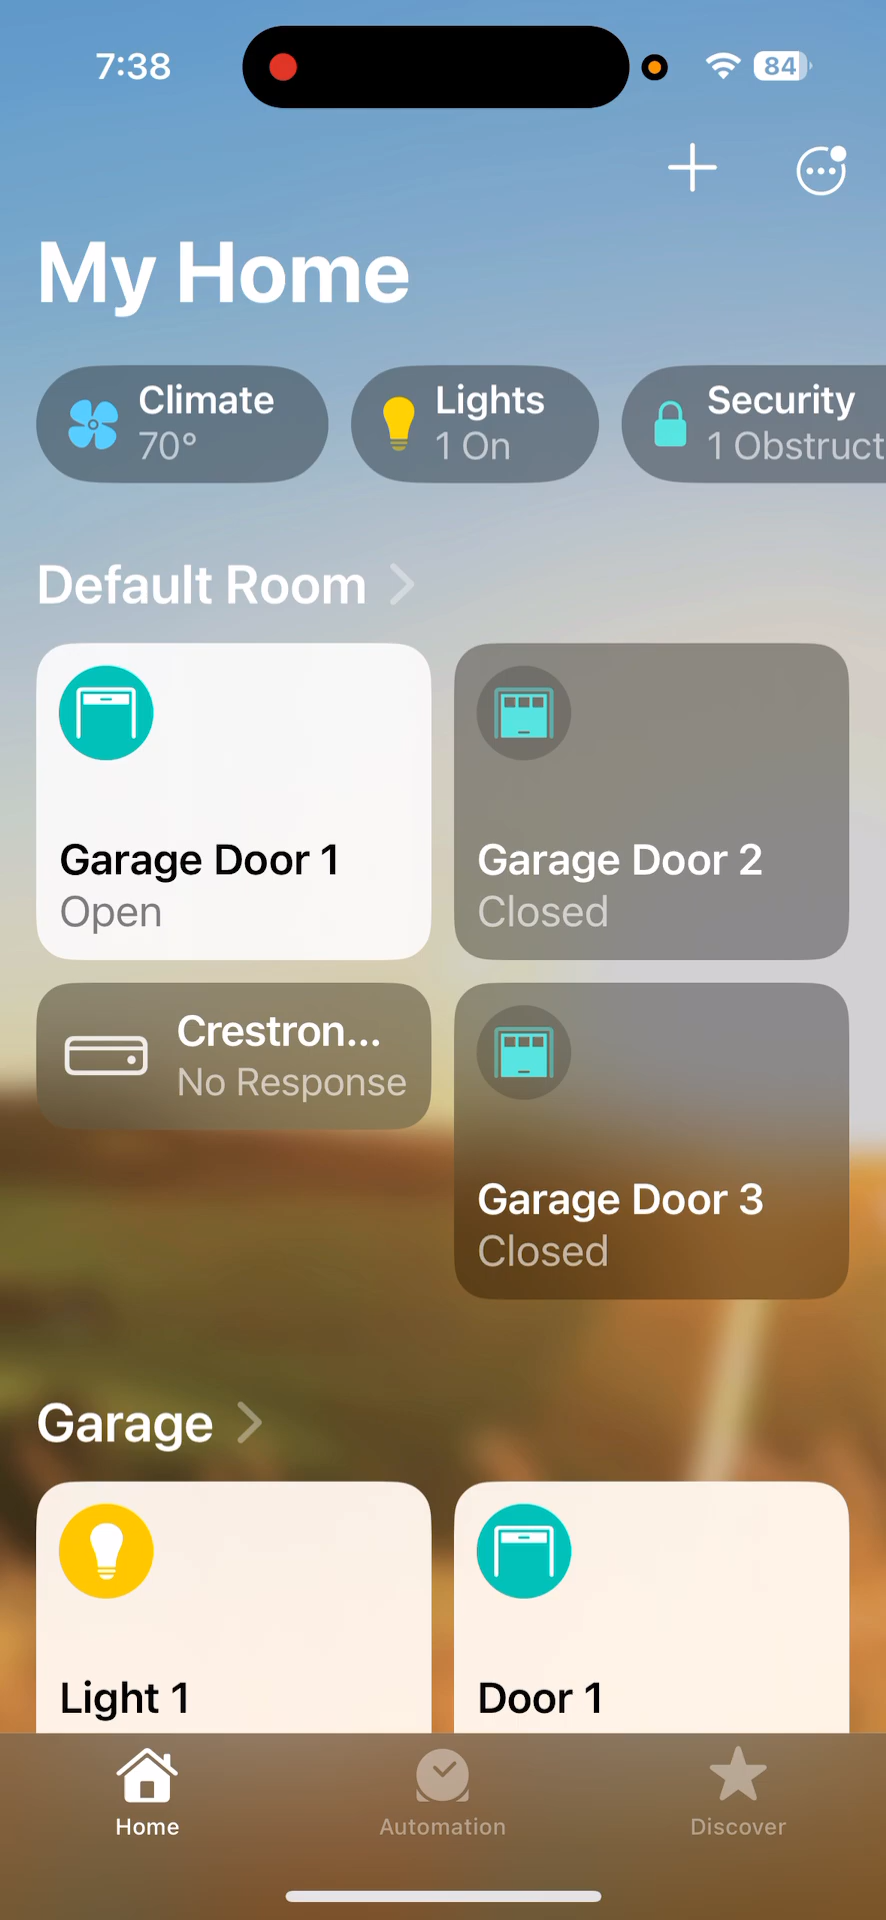 7:38
84
My Home
Climate
70°
Lights
1 On
Security
1 Obstruct
Default Room
Garage Door 1
Open
Garage Door 2
Closed
Crestron...
No Response
Garage Door 3
Closed
Garage
Light 1
Door 1
Home
Automation
Discover